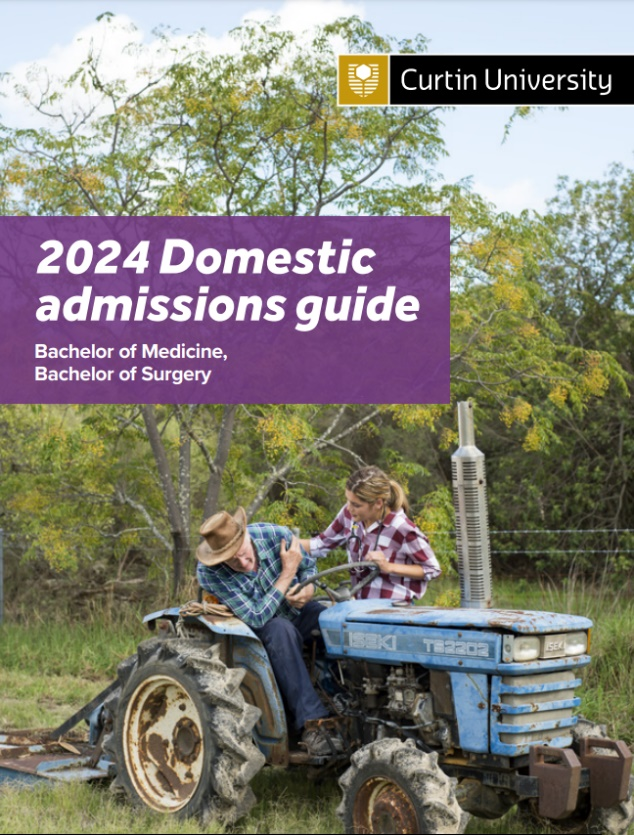 Curtin University
2024 Domestic
admissions guide
Bachelor of Medicine,
Bachelor of Surgery
ISEKI TS2202
ISEKI